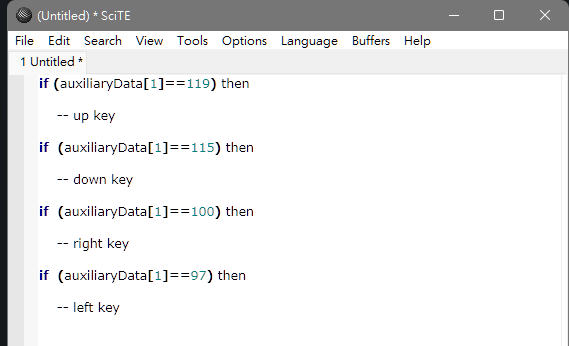 (Untitled) * SciTE
File Edit Search View Tools Options Language Buffers Help
1 Untitled *
if (auxiliaryData[1]==119) then
-- up key
if (auxiliaryData[1]==115) then
-- down key
if (auxiliaryData[1]==100) then
-- right key
if (auxiliaryData[1]==97) then
-- left key